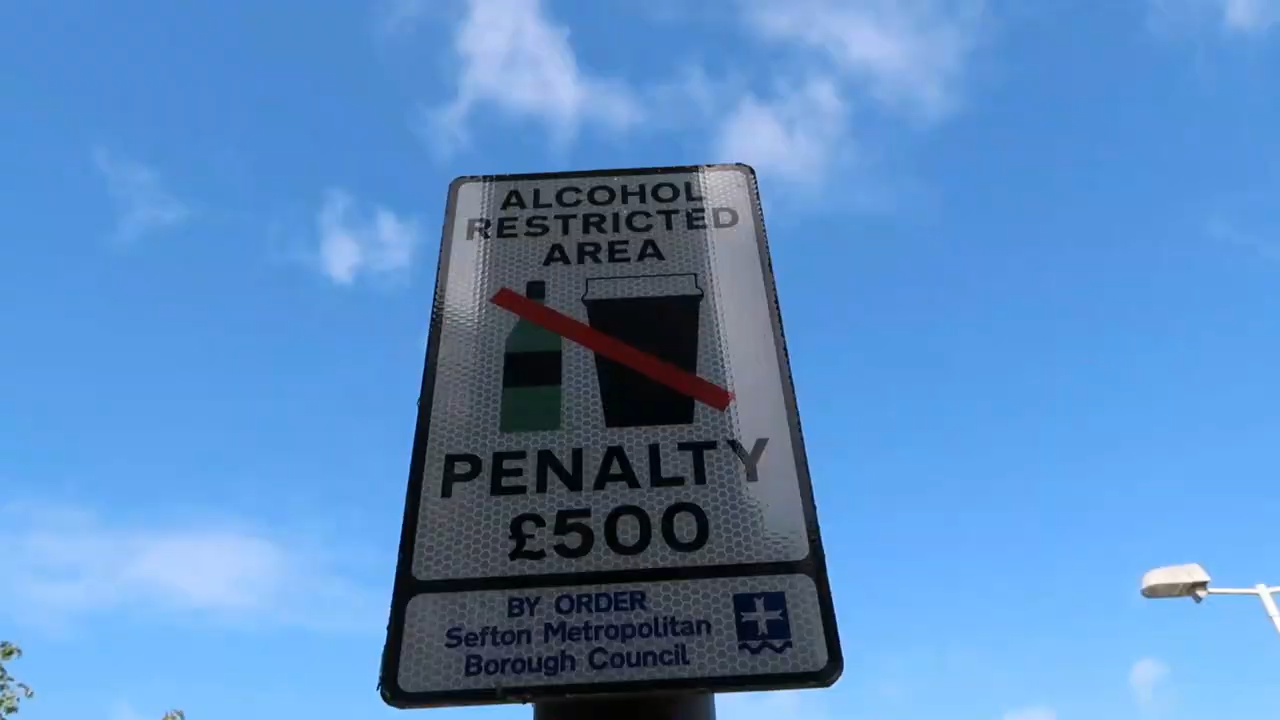 ALCOHOL
RESTRICTED
AREA
PENALTY
£500
BY ORDER
Sefton Metropolitan
Borough Council